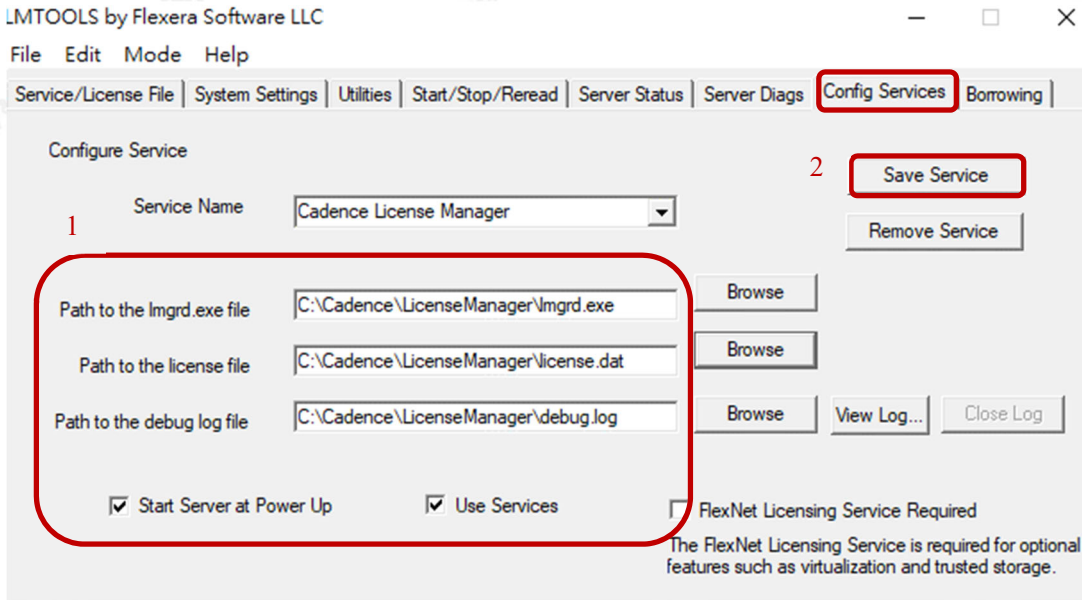 LMTOOLS by Flexera Software LLC
File Edit Mode Help
Service/License File System Settings Utilities Start/Stop/Reread Server Status Server Diags Config Services Borrowing
Configure Service
2 Save Service
Service Name Cadence License Manager
1
Remove Service
Path to the lmgrd.exe file C:\Cadence\LicenseManager\lmgrd.exe Browse
Path to the license file C:\Cadence\LicenseManager\license.dat Browse
Path to the debug log file C:\Cadence\LicenseManager\debug.log Browse View Log... Close Log
Start Server at Power Up Use Services FlexNet Licensing Service Required
The FlexNet Licensing Service is required for optional
features such as virtualization and trusted storage.